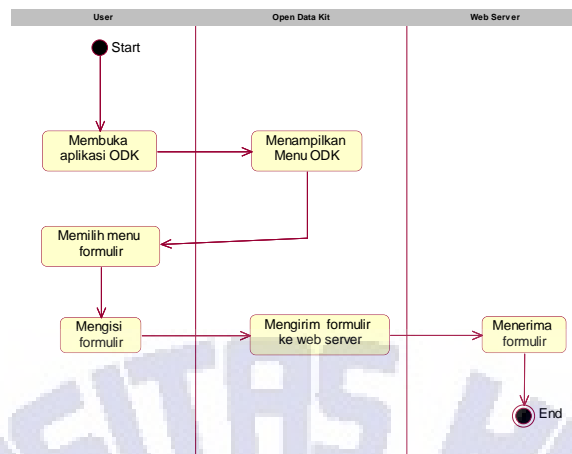 User
Open Data Kit
Web Server
Start
Membuka
aplikasi ODK
Menampilkan
Menu ODK
Memilih menu
formulir
Mengisi
formulir
Mengirim formulir
ke web server
Menerima
formulir
End
SITAS